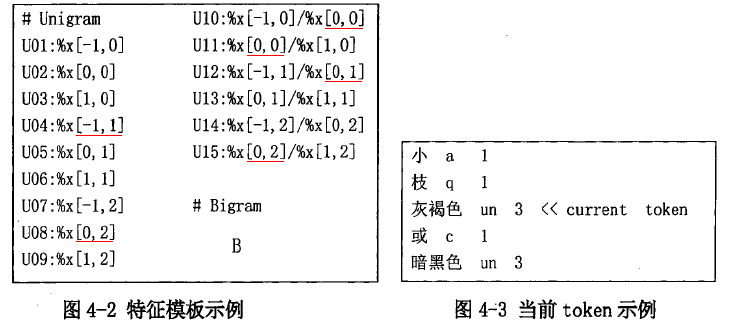 # Unigram
U01:%x[-1,0]
U02:%x[0,0]
U03:%x[1,0]
U04:%x[-1,1]
U05:%x[0,1]
U06:%x[1,1]
U07:%x[-1,2]
U08:%x[0,2]
U09:%x[1,2]
U10:%x[-1,0]/%x[0,0]
U11:%x[0,0]/%x[1,0]
U12:%x[-1,1]/%x[0,1]
U13:%x[0,1]/%x[1,1]
U14:%x[-1,2]/%x[0,2]
U15:%x[0,2]/%x[1,2]
# Bigram
B
图 4-2 特征模板示例
小 a 1
枝 q 1
灰褐色 un 3 << current token
或 c 1
暗黑色 un 3
图 4-3 当前 token 示例